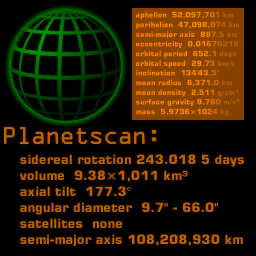 aphelion 52,097,701 km
perihelion 47,098,074 km
semi-major axis 887.5 km
eccentricity 0.01670219
orbital period 652.1 days
orbital speed 29.73 km/s
inclination 13443.3°
mean radius 6,371.0 km
mean density 2.511 g/cm³
surface gravity 9.780 m/s²
mass 5.9736×1024 kg
Planetscan:
sidereal rotation 243.018 5 days
volume 9.38×1,011 km³
axial tilt 177.3°
angular diameter 9.7" - 66.0"
satellites none
semi-major axis 108,208,930 km